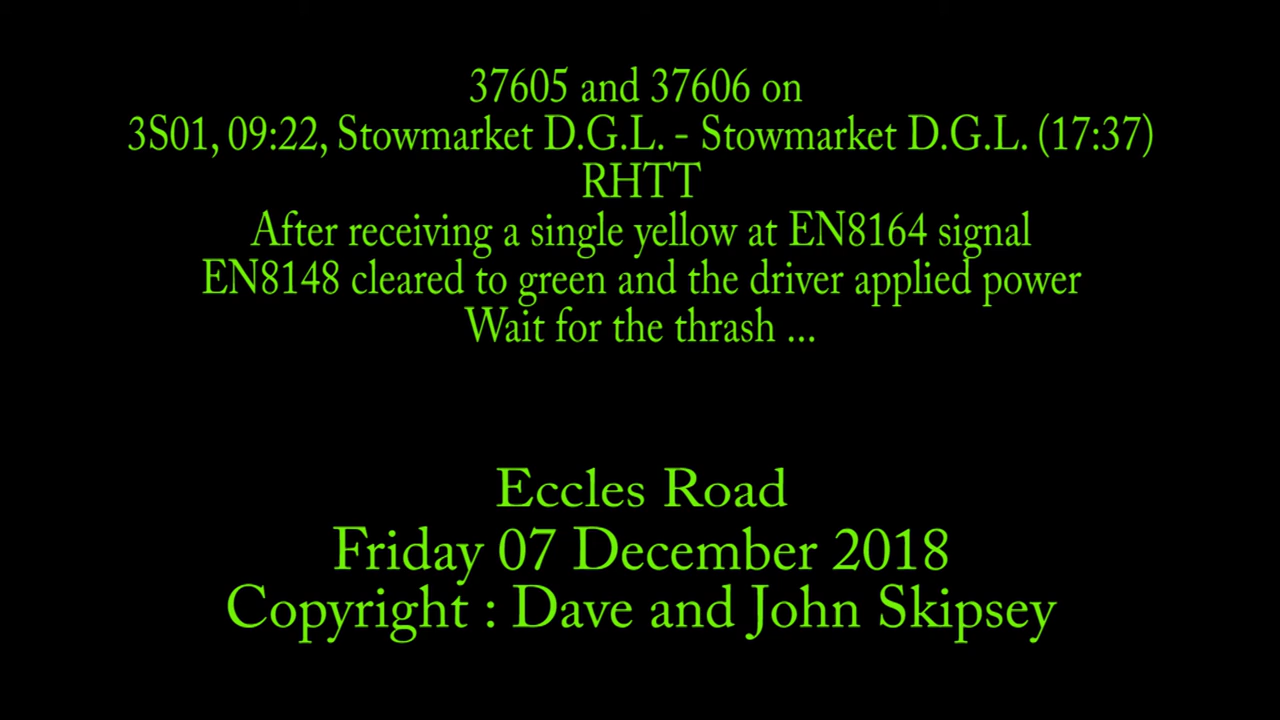 37605 and 37606 on
3S01, 09:22, Stowmarket D.G.L. - Stowmarket D.G.L. (17:37)
RHTT
After receiving a single yellow at EN8164 signal
EN8148 cleared to green and the driver applied power
Wait for the thrash ...
Eccles Road
Friday 07 December 2018
Copyright : Dave and John Skipsey